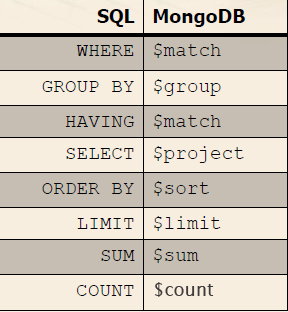 SQL MongoDB
WHERE $match
GROUP BY $group
HAVING $match
SELECT $project
ORDER BY $sort
LIMIT $limit
SUM $sum
COUNT $count